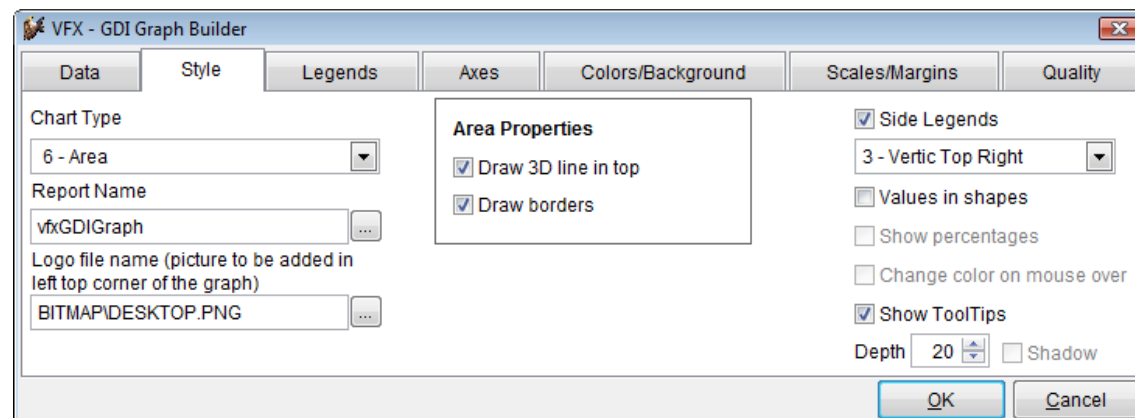 VFX - GDI Graph Builder
Data
Style
Legends
Axes
Colors/Background
Scales/Margins
Quality
Chart Type
6 - Area
Report Name
vfxGDIGraph
...
Logo file name (picture to be added in
left top corner of the graph)
BITMAP\DESKTOP.PNG
...
Area Properties
Draw 3D line in top
Draw borders
Side Legends
3 - Vertic Top Right
Values in shapes
Show percentages
Change color on mouse over
Show ToolTips
Depth 20 Shadow
OK
Cancel